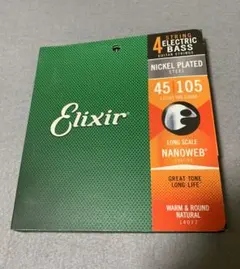 4 STRING
ELECTRIC
BASS
GUITAR STRINGS
NICKEL PLATED
STEEL
45 105
Elixir
LONG SCALE
NANOWEB
GREAT TONE
LONG LIFE
WARM & ROUND
NATURAL